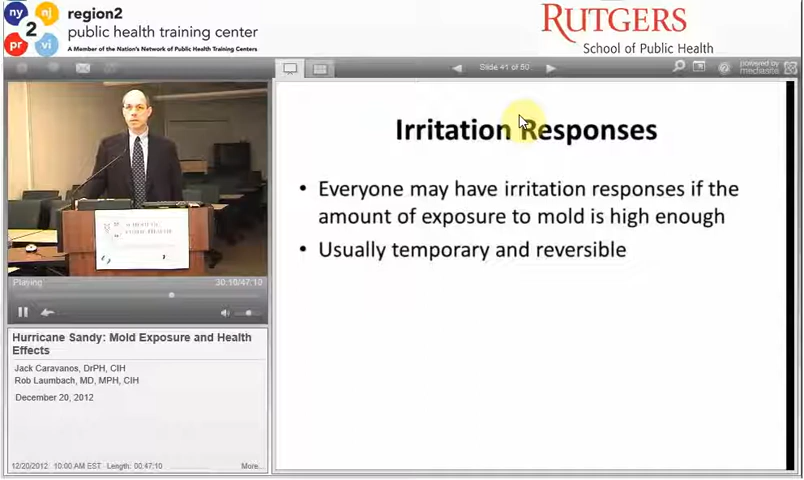 ny
nj
2
pr
vi
region2
public health training center
A Member of the Nation's Network of Public Health Training Centers
RUTGERS
School of Public Health
Slide 41 of 50
powered by
mediasite
Irritation Responses
• Everyone may have irritation responses if the
amount of exposure to mold is high enough
• Usually temporary and reversible
Playing
30:10/47:10
Hurricane Sandy: Mold Exposure and Health
Effects
Jack Caravanos, DrPH, CIH
Rob Laumbach, MD, MPH, CIH
December 20, 2012
12/20/2012 10:00 AM EST Length: 00:47:10
More...